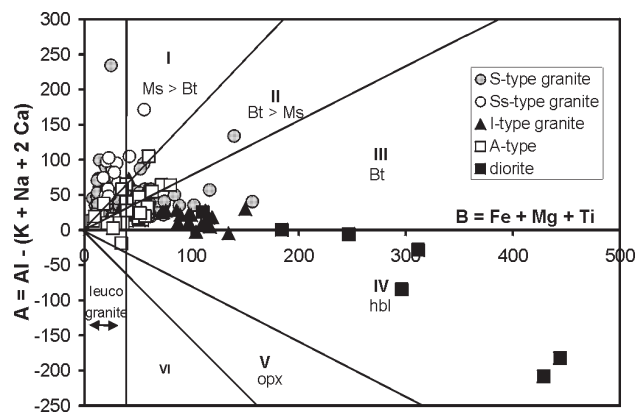 300
250
200
150
100
50
0
-50
-100
-150
-200
-250
A = Al - (K + Na + 2 Ca)
I
Ms > Bt
II
Bt > Ms
III
Bt
S-type granite
Ss-type granite
I-type granite
A-type
diorite
B = Fe + Mg + Ti
0 100 200 300 400 500
leuco
granite
IV
hbl
V
opx
VI